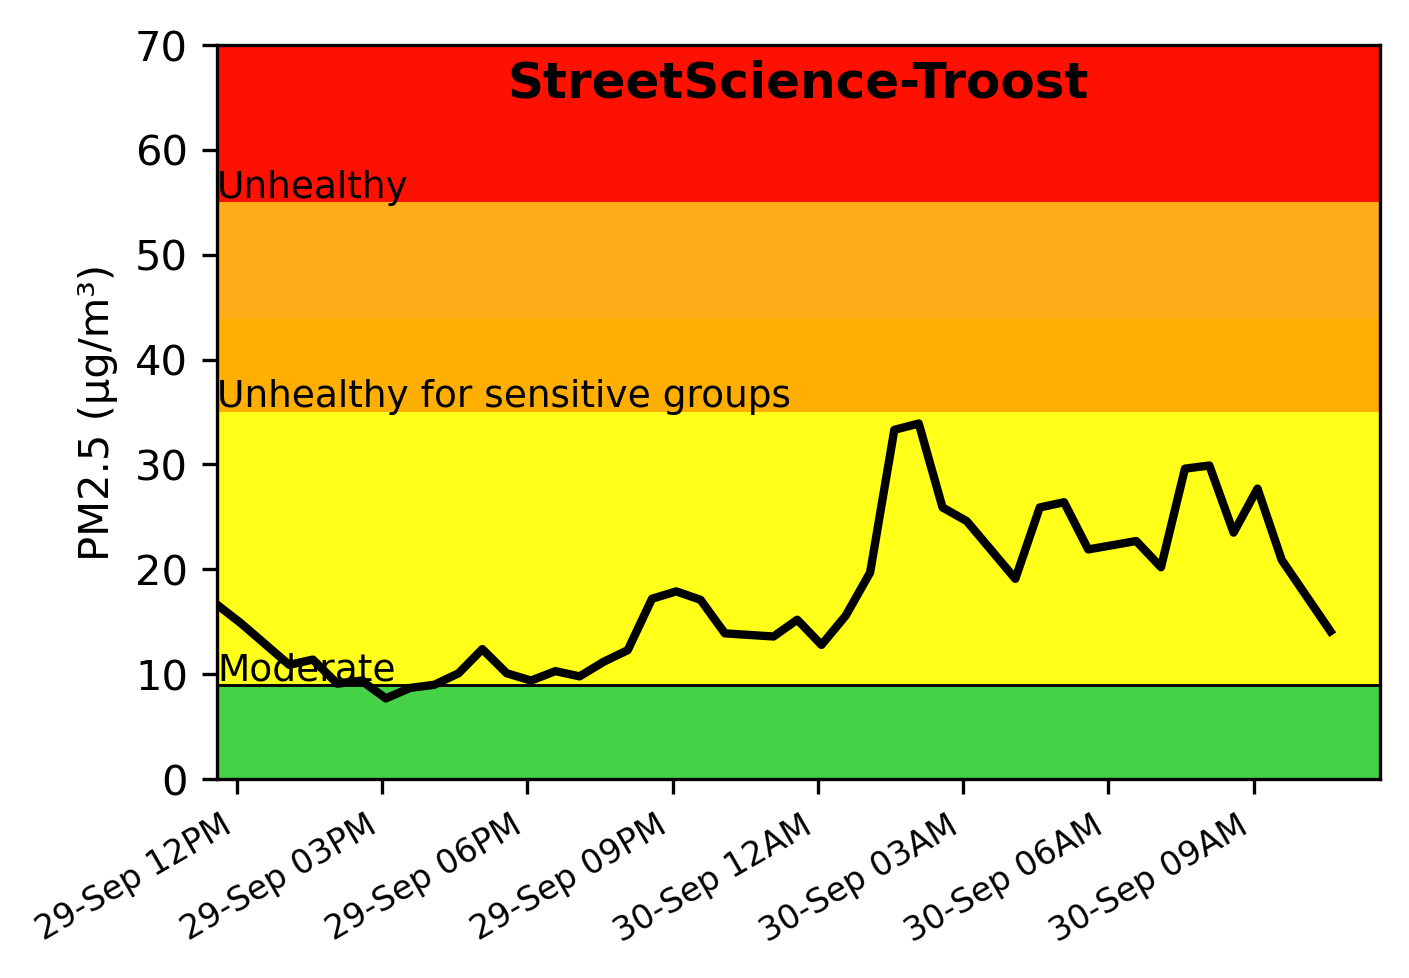 StreetScience-Troost
70
60
50
40
30
20
10
0
PM2.5 (µg/m³)
Unhealthy
Unhealthy for sensitive groups
Moderate
29-Sep 12PM
29-Sep 03PM
29-Sep 06PM
29-Sep 09PM
30-Sep 12AM
30-Sep 03AM
30-Sep 06AM
30-Sep 09AM